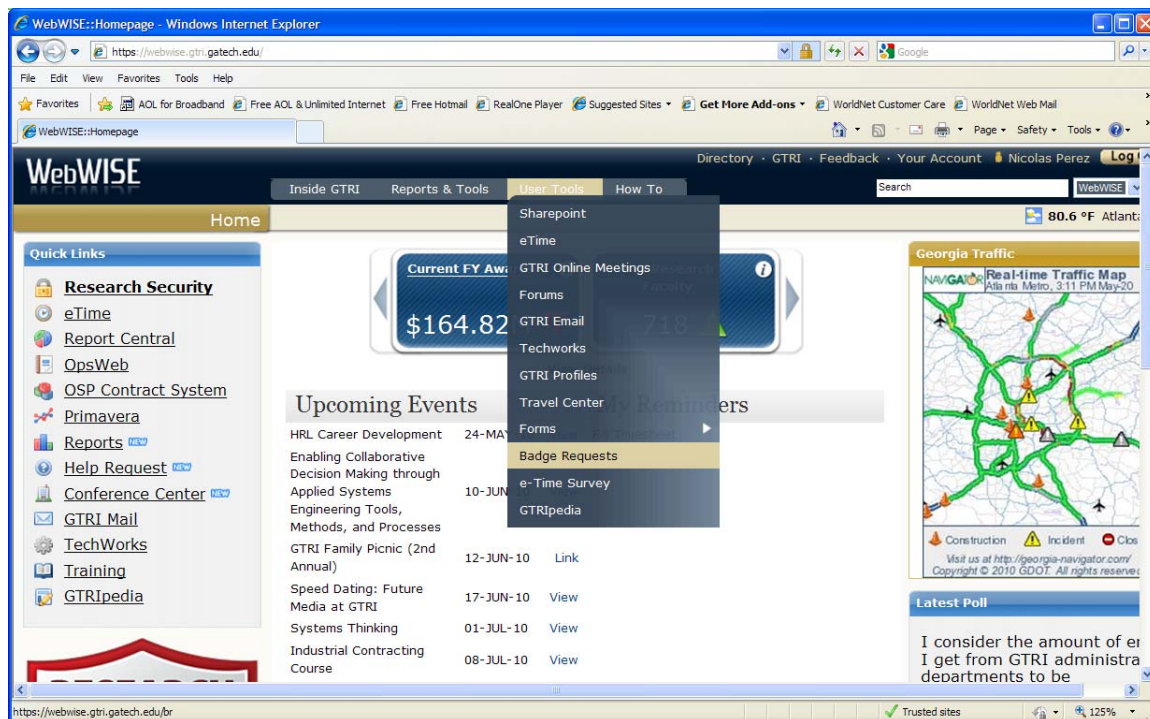 WebWISE::Homepage - Windows Internet Explorer
https://webwise.gtri.gatech.edu/
Google
File Edit View Favorites Tools Help
Favorites AOL for Broadband Free AOL & Unlimited Internet Free Hotmail RealOne Player Suggested Sites Get More Add-ons WorldNet Customer Care WorldNet Web Mail
WebWISE::Homepage
Page Safety Tools
Directory · GTRI · Feedback · Your Account Nicolas Perez Log
WebWISE
Inside GTRI Reports & Tools User Tools How To
Search WebWISE
Home
80.6 °F Atlanta
Quick Links
Research Security
eTime
Report Central
OpsWeb
OSP Contract System
Primavera
Reports NEW
Help Request NEW
Conference Center NEW
GTRI Mail
TechWorks
Training
GTRIpedia
RESEARCH
Current FY Awa
$164.82
Faculty
718
Sharepoint
eTime
GTRI Online Meetings
Forums
GTRI Email
Techworks
GTRI Profiles
Travel Center
Forms
Badge Requests
e-Time Survey
GTRIpedia
Upcoming Events
My Reminders
HRL Career Development 24-MAY
Enabling Collaborative
Decision Making through
Applied Systems 10-JUN
Engineering Tools,
Methods, and Processes
GTRI Family Picnic (2nd
Annual) 12-JUN-10 Link
Speed Dating: Future
Media at GTRI 17-JUN-10 View
Systems Thinking 01-JUL-10 View
Industrial Contracting
Course 08-JUL-10 View
Georgia Traffic
NAVIGATOR Real-time Traffic Map
Atlanta Metro, 3:11 PM May-20
Construction Incident Clos
Visit us at http://georgia-navigator.com/
Copyright © 2010 GDOT. All rights reserved
Latest Poll
I consider the amount of er
I get from GTRI administra
departments to be
https://webwise.gtri.gatech.edu/br
Trusted sites
125%